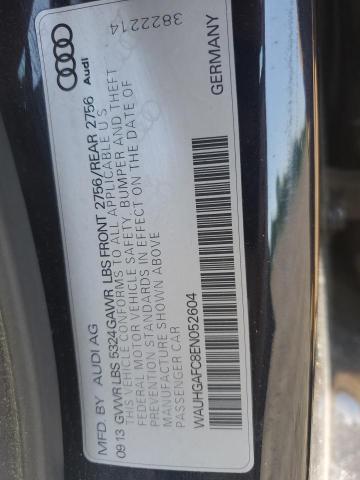 MFD. BY AUDI AG
09 13 GVWR LBS 5324 GAWR LBS FRONT 2756/REAR 2756
THIS VEHICLE CONFORMS TO ALL APPLICABLE U S
FEDERAL MOTOR VEHICLE SAFETY, BUMPER AND THEFT
PREVENTION STANDARDS IN EFFECT ON THE DATE OF
MANUFACTURE SHOWN ABOVE
PASSENGER CAR
WAUHGAFC8EN052604
GERMANY
Audi
3822214